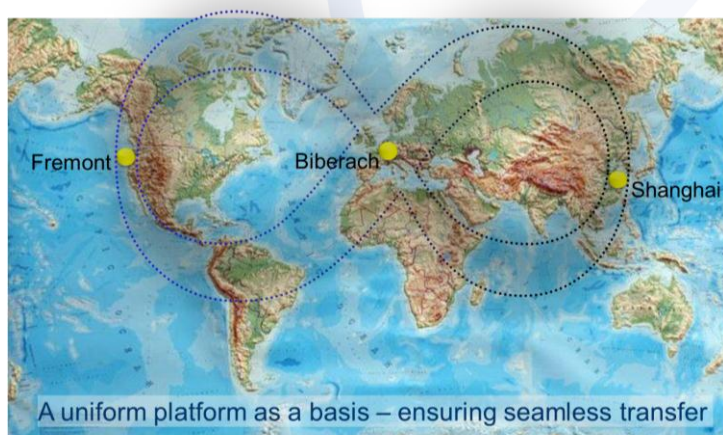 Fremont
Biberach
Shanghai
A uniform platform as a basis – ensuring seamless transfer